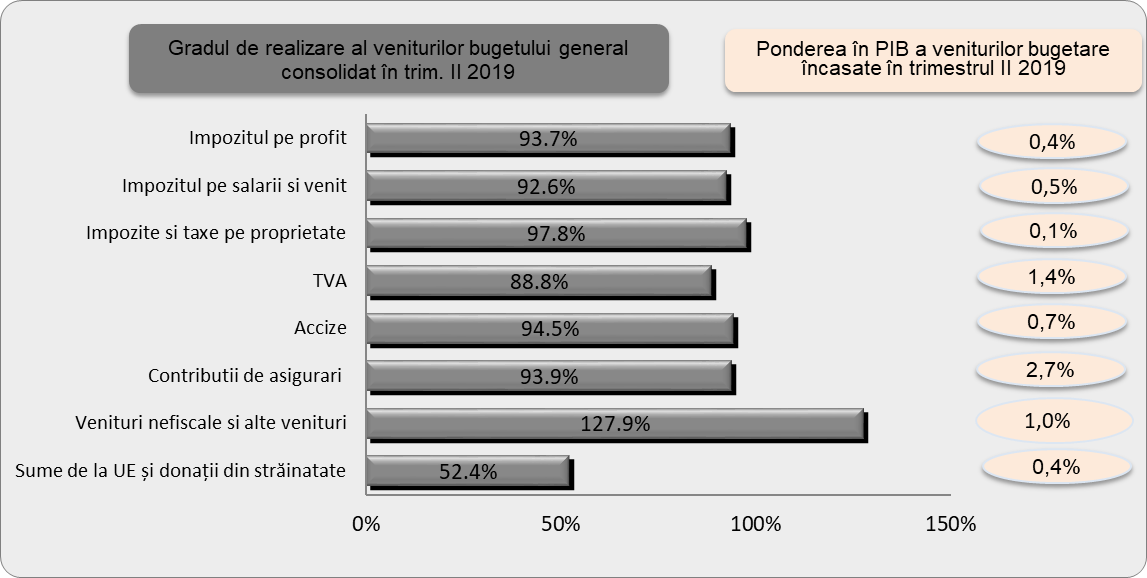 Gradul de realizare al veniturilor bugetului general
consolidat în trim. II 2019
Ponderea în PIB a veniturilor bugetare
încasate în trimestrul II 2019
Impozitul pe profit 93.7% 0,4%
Impozitul pe salarii si venit 92.6% 0,5%
Impozite si taxe pe proprietate 97.8% 0,1%
TVA 88.8% 1,4%
Accize 94.5% 0,7%
Contributii de asigurari 93.9% 2,7%
Venituri nefiscale si alte venituri 127.9% 1,0%
Sume de la UE și donații din străinatate 52.4% 0,4%
0% 50% 100% 150%